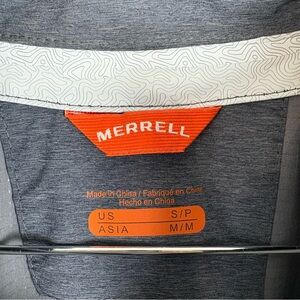 MERRELL
Made in China / Fabriqué en Chine
Hecho en China
US S/P
ASIA M/M